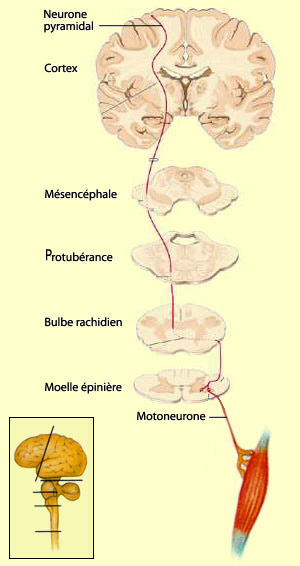 Neurone
pyramidal
Cortex
Mésencéphale
Protubérance
Bulbe rachidien
Moelle épinière
Motoneurone